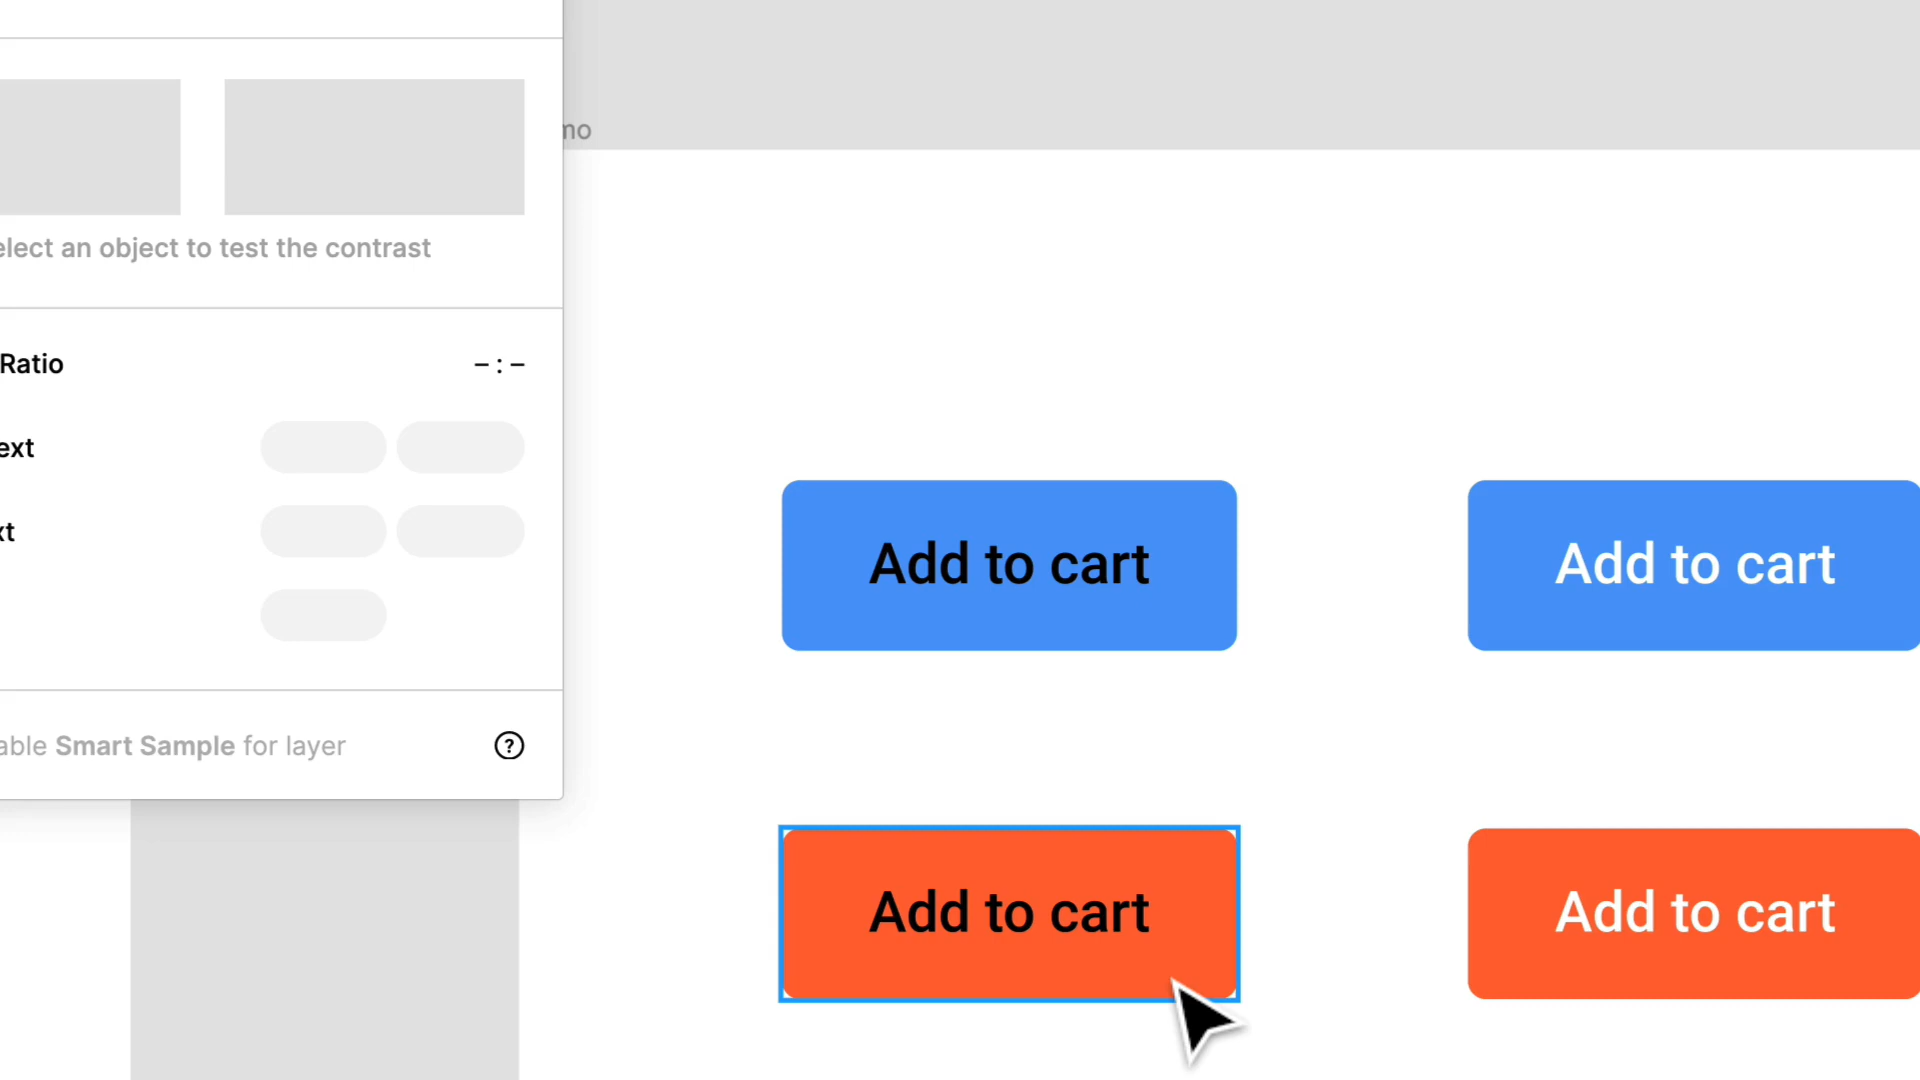 mo
elect an object to test the contrast
Ratio
– : –
ext
xt
able Smart Sample for layer
?
Add to cart
Add to cart
Add to cart
Add to cart